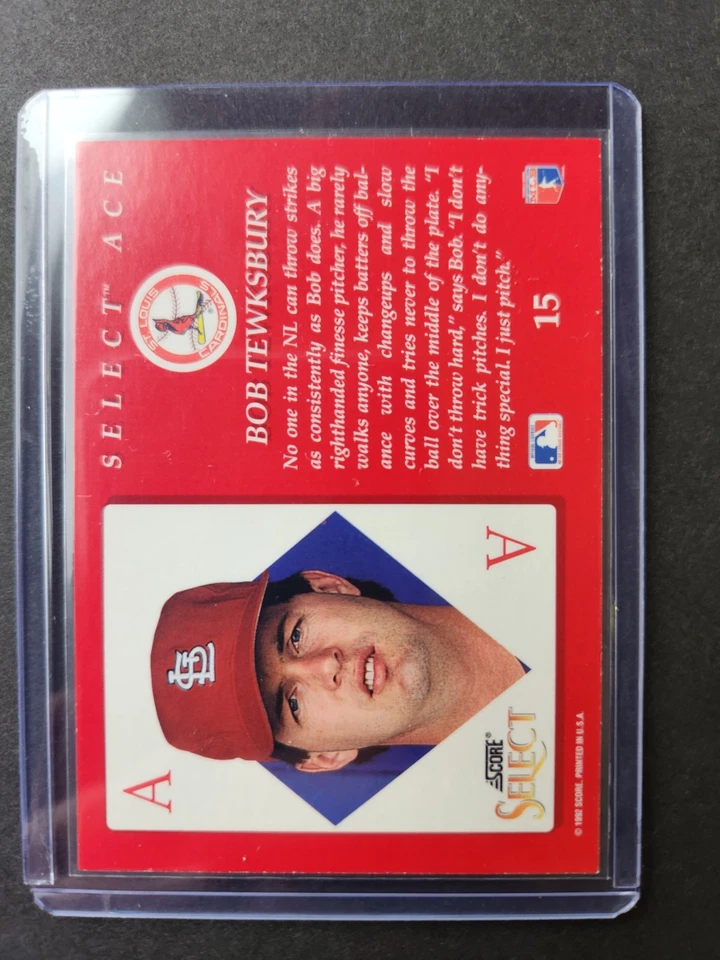 SELECT™ ACE
ST. LOUIS
CARDINALS
BOB TEWKSBURY
No one in the NL can throw strikes
as consistently as Bob does. A big
righthanded finesse pitcher, he rarely
walks anyone, keeps batters off bal-
ance with changeups and slow
curves and tries never to throw the
ball over the middle of the plate. "I
don't throw hard," says Bob. "I don't
have trick pitches. I don't do any-
thing special. I just pitch."
15
A
STL
A
SCORE®
SELECT
© 1992 SCORE, PRINTED IN U.S.A.